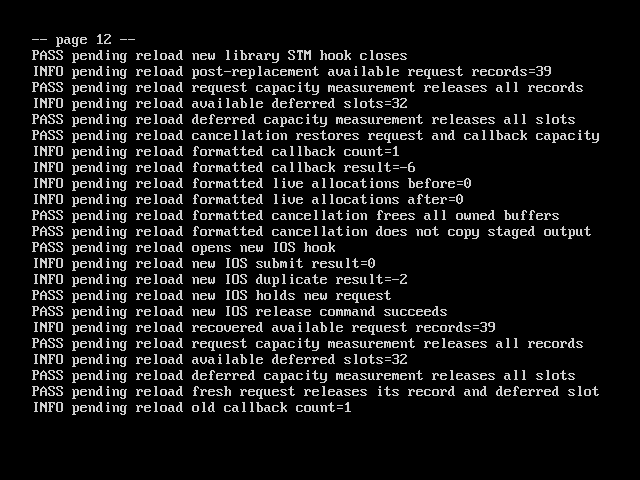 -- page 12 --
PASS pending reload new library STM hook closes
INFO pending reload post-replacement available request records=39
PASS pending reload request capacity measurement releases all records
INFO pending reload available deferred slots=32
PASS pending reload deferred capacity measurement releases all slots
PASS pending reload cancellation restores request and callback capacity
INFO pending reload formatted callback count=1
INFO pending reload formatted callback result=-6
INFO pending reload formatted live allocations before=0
INFO pending reload formatted live allocations after=0
PASS pending reload formatted cancellation frees all owned buffers
PASS pending reload formatted cancellation does not copy staged output
PASS pending reload opens new IOS hook
INFO pending reload new IOS submit result=0
INFO pending reload new IOS duplicate result=-2
PASS pending reload new IOS holds new request
PASS pending reload new IOS release command succeeds
INFO pending reload recovered available request records=39
PASS pending reload request capacity measurement releases all records
INFO pending reload available deferred slots=32
PASS pending reload deferred capacity measurement releases all slots
PASS pending reload fresh request releases its record and deferred slot
INFO pending reload old callback count=1